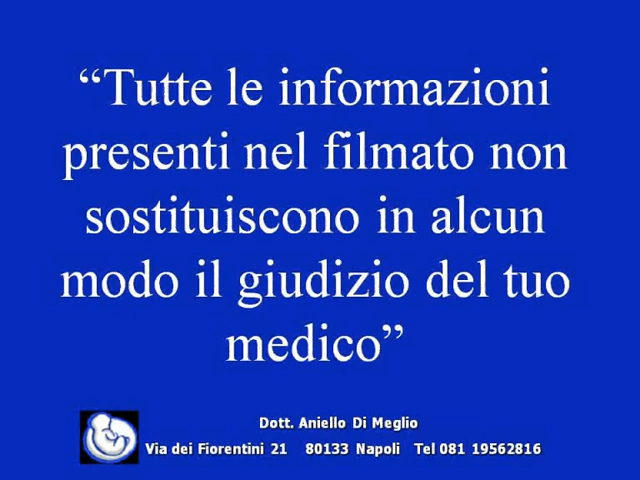 “Tutte le informazioni
presenti nel filmato non
sostituiscono in alcun
modo il giudizio del tuo
medico”
Dott. Aniello Di Meglio
Via dei Fiorentini 21 80133 Napoli Tel 081 19562816